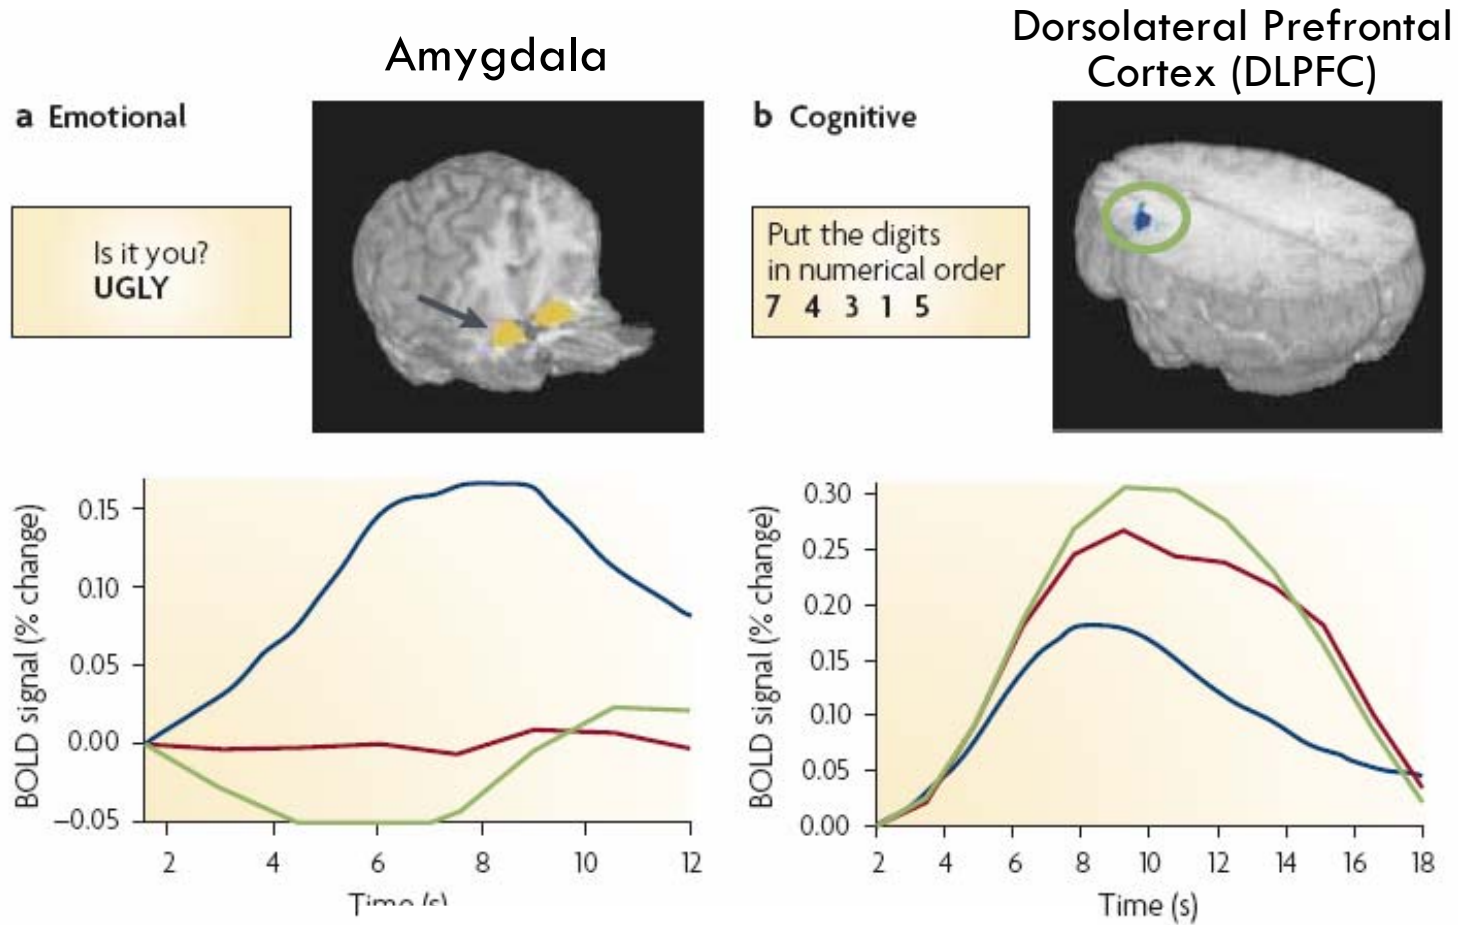 Amygdala
Dorsolateral Prefrontal
Cortex (DLPFC)
a Emotional
b Cognitive
Is it you?
UGLY
Put the digits
in numerical order
7 4 3 1 5
BOLD signal (% change)
0.15
0.10
0.05
0.00
–0.05
2 4 6 8 10 12
Time (s)
BOLD signal (% change)
0.30
0.25
0.20
0.15
0.10
0.05
0.00
2 4 6 8 10 12 14 16 18
Time (s)